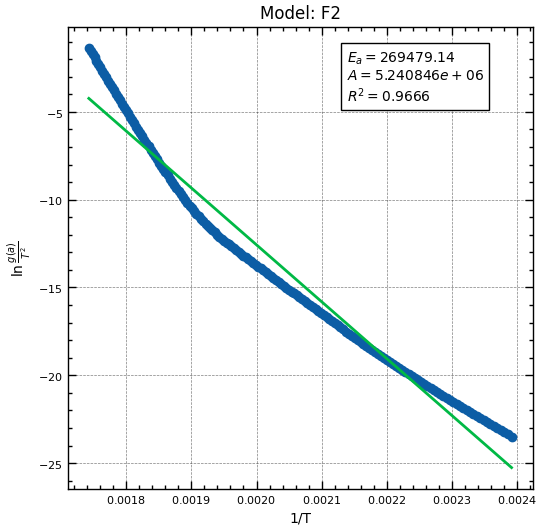 Model: F2
E_a = 269479.14
A = 5.240846e + 06
R^2 = 0.9666
−5
−10
−15
−20
−25
ln g(a)/T^2
0.0018 0.0019 0.0020 0.0021 0.0022 0.0023 0.0024
1/T